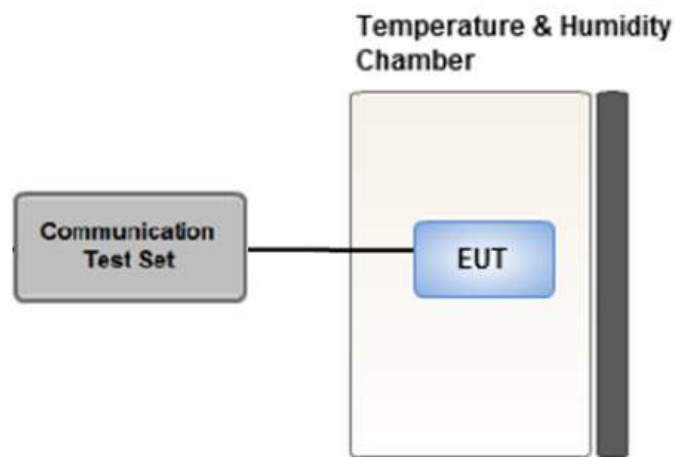 Temperature & Humidity
Chamber
Communication
Test Set
EUT